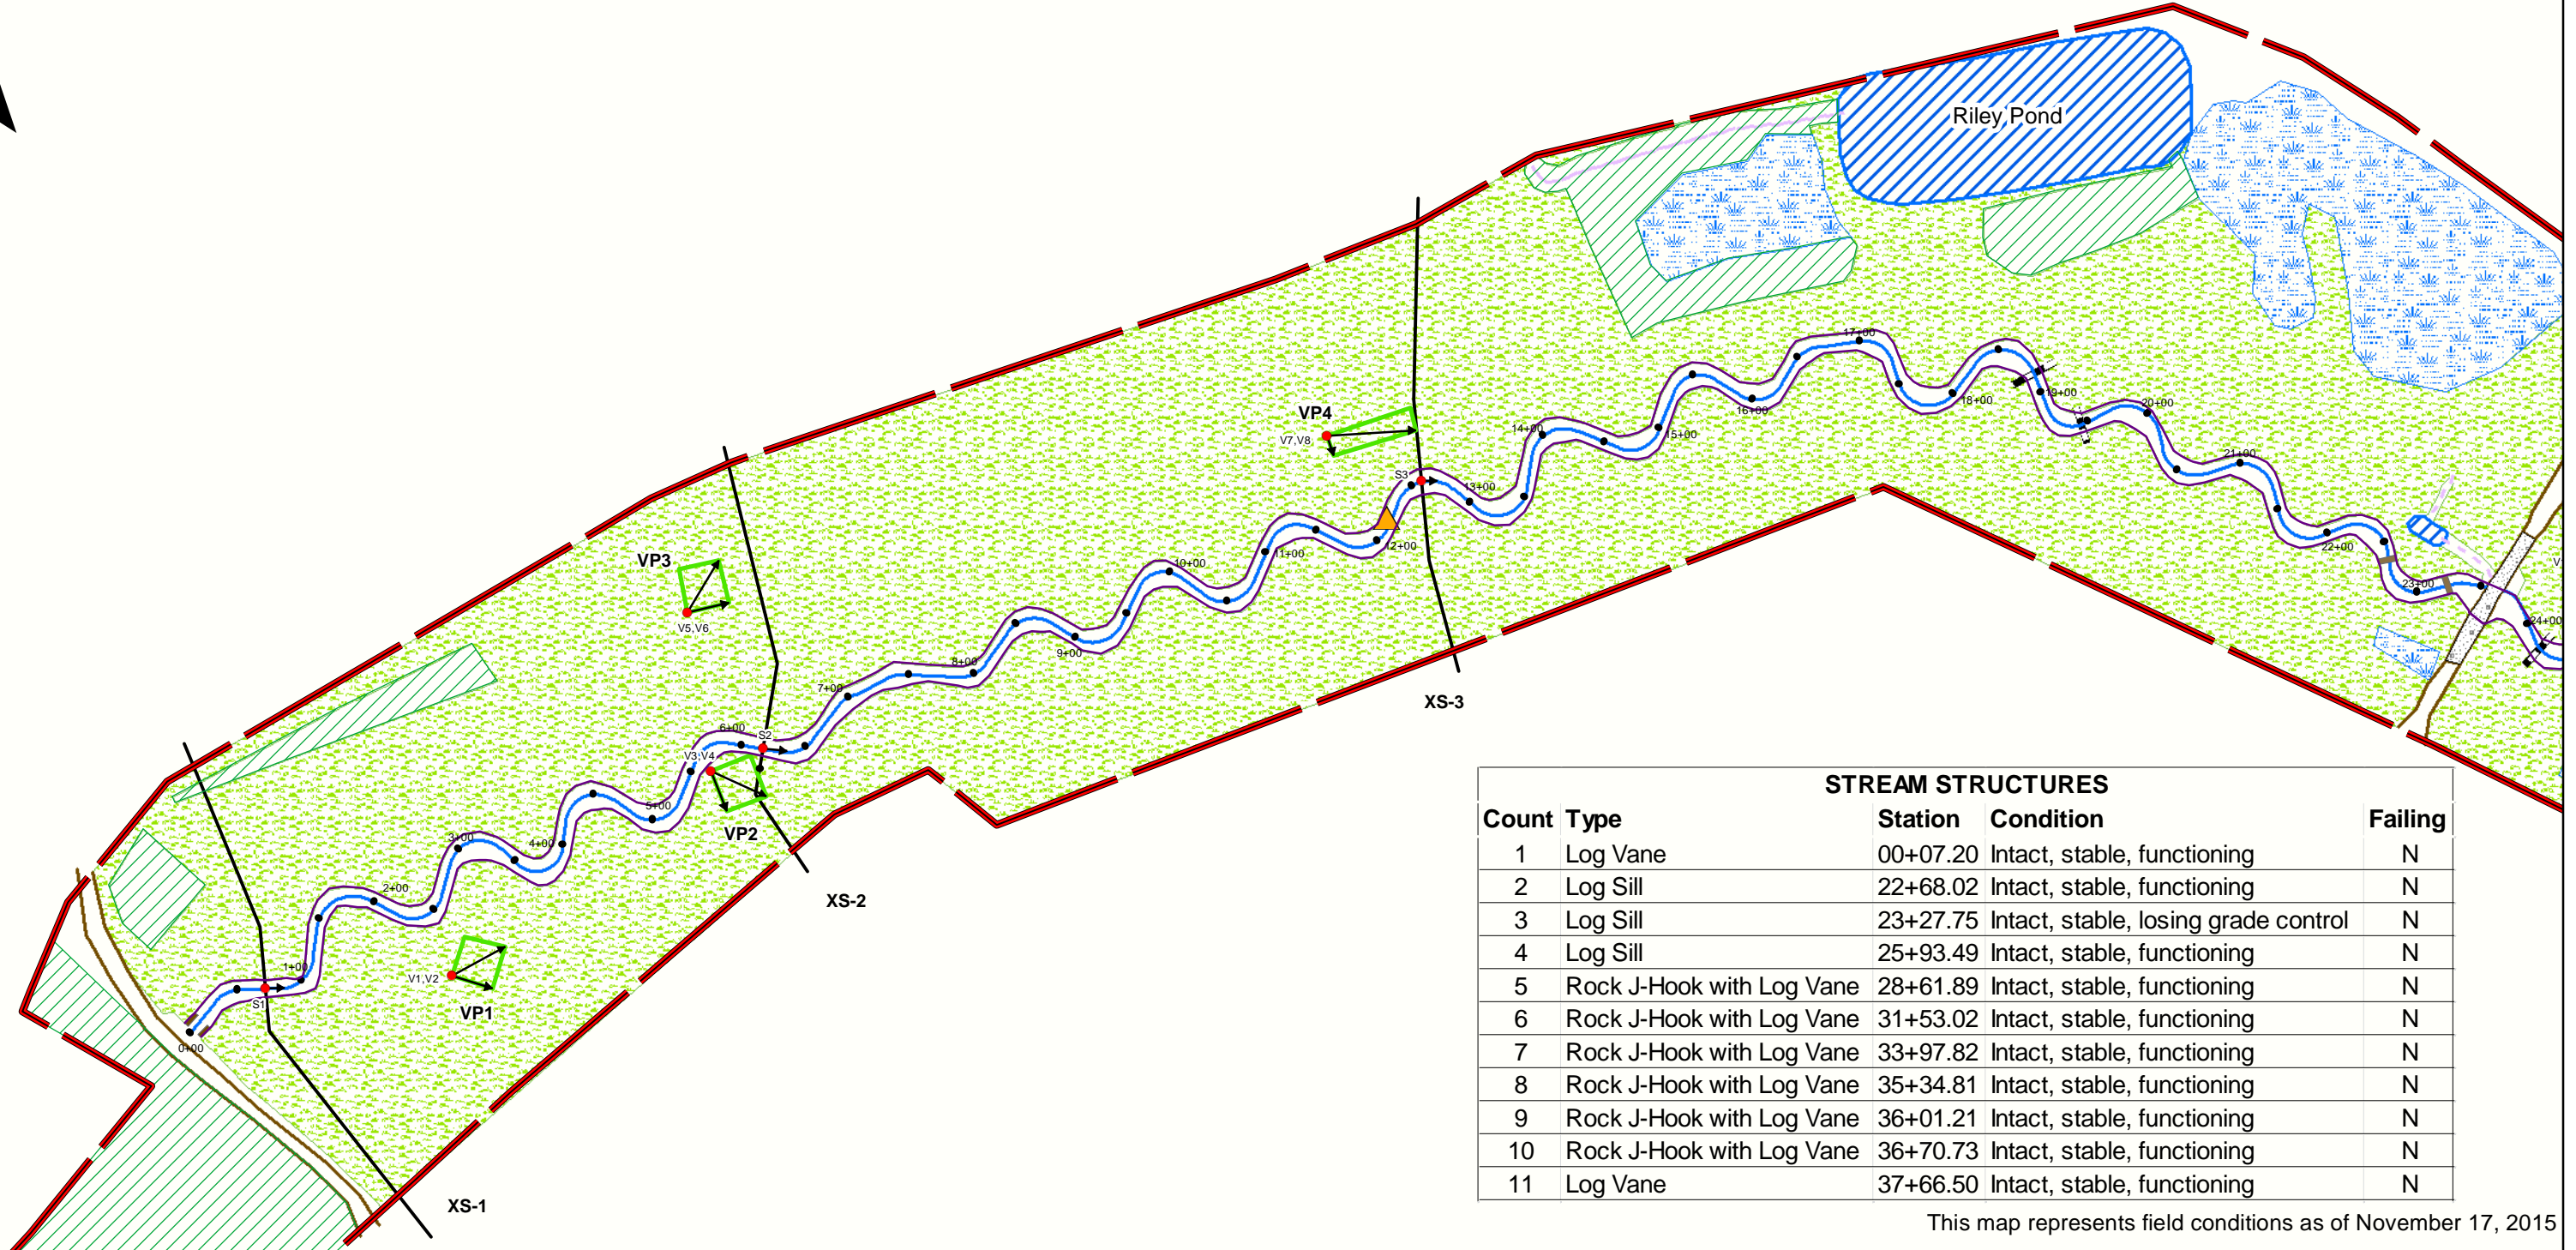 Riley Pond
17+00
19+00
18+00
20+00
16+00
VP4
V7,V8
14+00
15+00
21+00
S3
13+00
12+00
22+00
VP3
11+00
10+00
23+00
V5,V6
24+00
9+00
8+00
7+00
XS-3
6+00
S2
V3,V4
5+00
VP2
3+00
4+00
XS-2
2+00
1+00
V1,V2
S1
VP1
0+00
XS-1
STREAM STRUCTURES
Count Type Station Condition Failing
1 Log Vane 00+07.20 Intact, stable, functioning N
2 Log Sill 22+68.02 Intact, stable, functioning N
3 Log Sill 23+27.75 Intact, stable, losing grade control N
4 Log Sill 25+93.49 Intact, stable, functioning N
5 Rock J-Hook with Log Vane 28+61.89 Intact, stable, functioning N
6 Rock J-Hook with Log Vane 31+53.02 Intact, stable, functioning N
7 Rock J-Hook with Log Vane 33+97.82 Intact, stable, functioning N
8 Rock J-Hook with Log Vane 35+34.81 Intact, stable, functioning N
9 Rock J-Hook with Log Vane 36+01.21 Intact, stable, functioning N
10 Rock J-Hook with Log Vane 36+70.73 Intact, stable, functioning N
11 Log Vane 37+66.50 Intact, stable, functioning N
This map represents field conditions as of November 17, 2015